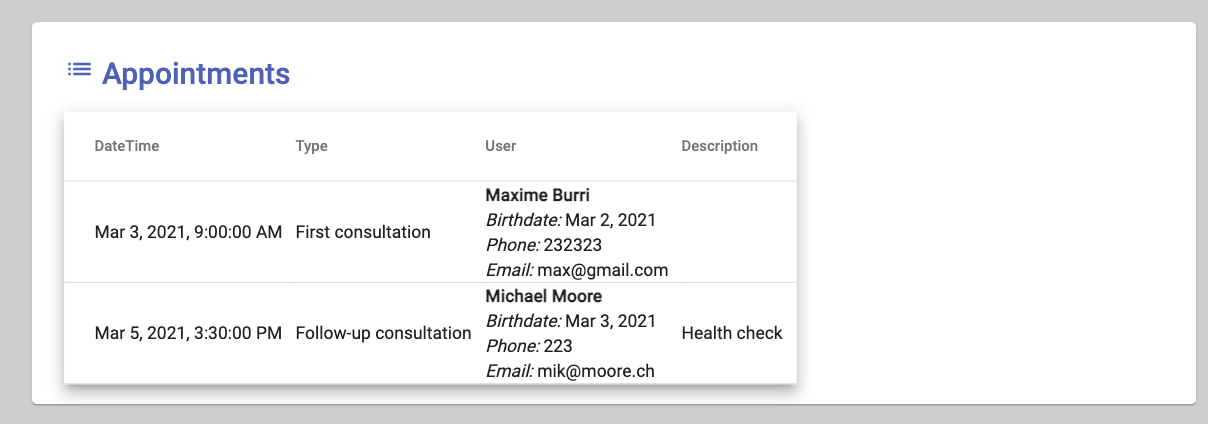 Appointments
DateTime Type User Description
Maxime Burri
Birthdate: Mar 2, 2021
Mar 3, 2021, 9:00:00 AM First consultation
Phone: 232323
Email: max@gmail.com
Michael Moore
Birthdate: Mar 3, 2021
Mar 5, 2021, 3:30:00 PM Follow-up consultation Health check
Phone: 223
Email: mik@moore.ch